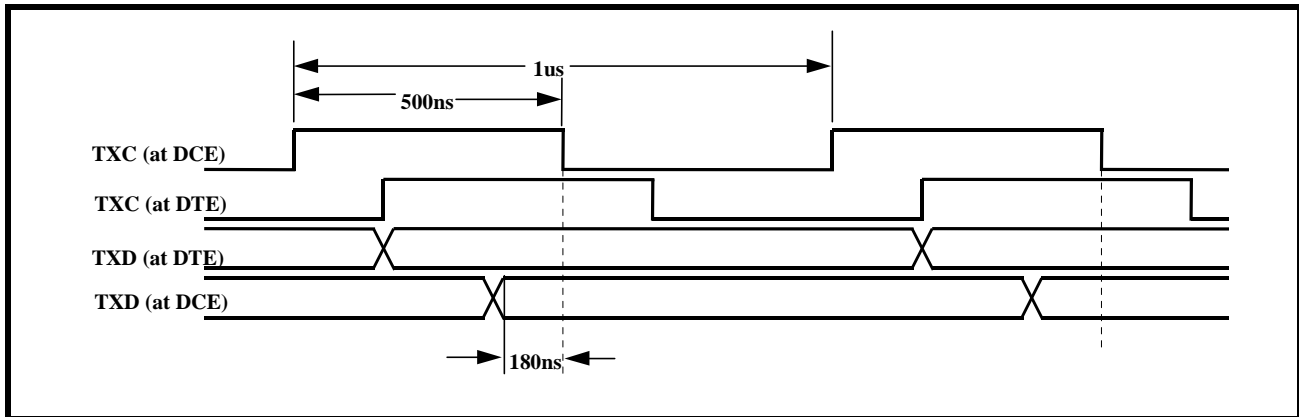 1us
500ns
TXC (at DCE)
TXC (at DTE)
TXD (at DTE)
TXD (at DCE)
180ns